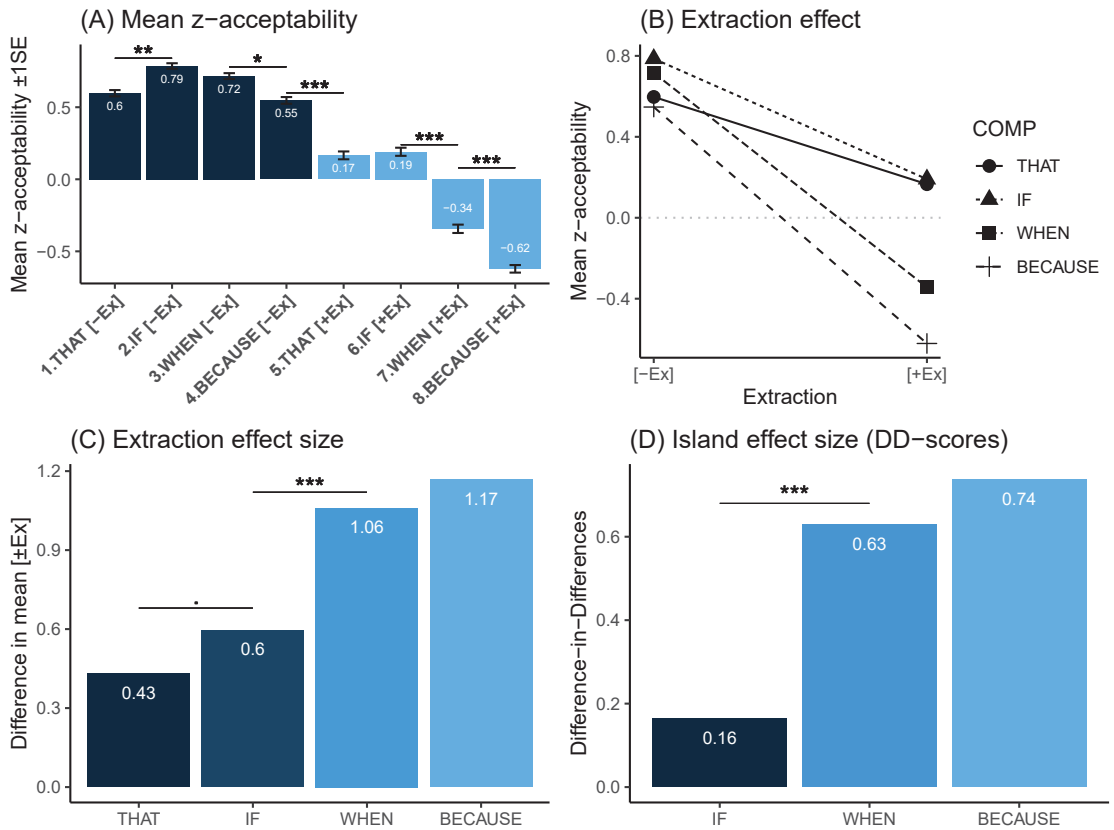 (A) Mean z−acceptability
Mean z−acceptability ±1SE
0.5
0.0
−0.5
**
*
***
***
***
0.6
0.79
0.72
0.55
0.17
0.19
−0.34
−0.62
1.THAT [−Ex]
2.IF [−Ex]
3.WHEN [−Ex]
4.BECAUSE [−Ex]
5.THAT [+Ex]
6.IF [+Ex]
7.WHEN [+Ex]
8.BECAUSE [+Ex]
(B) Extraction effect
Mean z−acceptability
0.8
0.4
0.0
−0.4
[−Ex]
[+Ex]
Extraction
COMP
THAT
IF
WHEN
BECAUSE
(C) Extraction effect size
Difference in mean [±Ex]
1.2
0.9
0.6
0.3
0.0
.
***
0.43
0.6
1.06
1.17
THAT
IF
WHEN
BECAUSE
(D) Island effect size (DD−scores)
Difference−in−Differences
0.6
0.4
0.2
0.0
***
0.16
0.63
0.74
IF
WHEN
BECAUSE